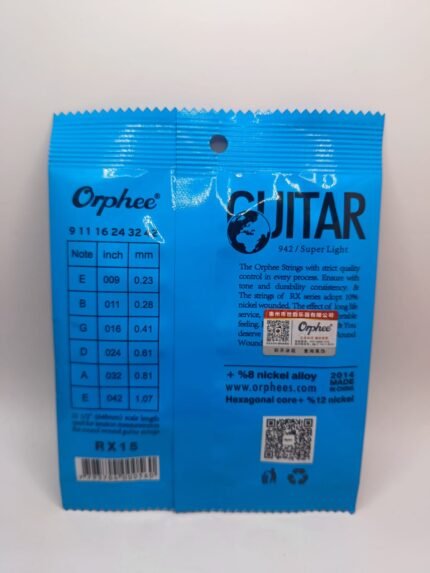 Orphee®
9 11 16 24 32 42
Note inch mm
E 009 0.23
B 011 0.28
G 016 0.41
D 024 0.61
A 032 0.81
E 042 1.07
RX15
GUITAR
942 / Super Light
The Orphee Strings with strict quality
control in every process. Ensure with
tone and durability consistency. &
The strings of RX series adopt 10%
nickel wounded. The effect of long life
service,
feeling. & You
deserve
Wound
Orphee
+ %8 nickel alloy
www.orphees.com
Hexagonal core+ %12 nickel
2014
MADE
IN CHINA